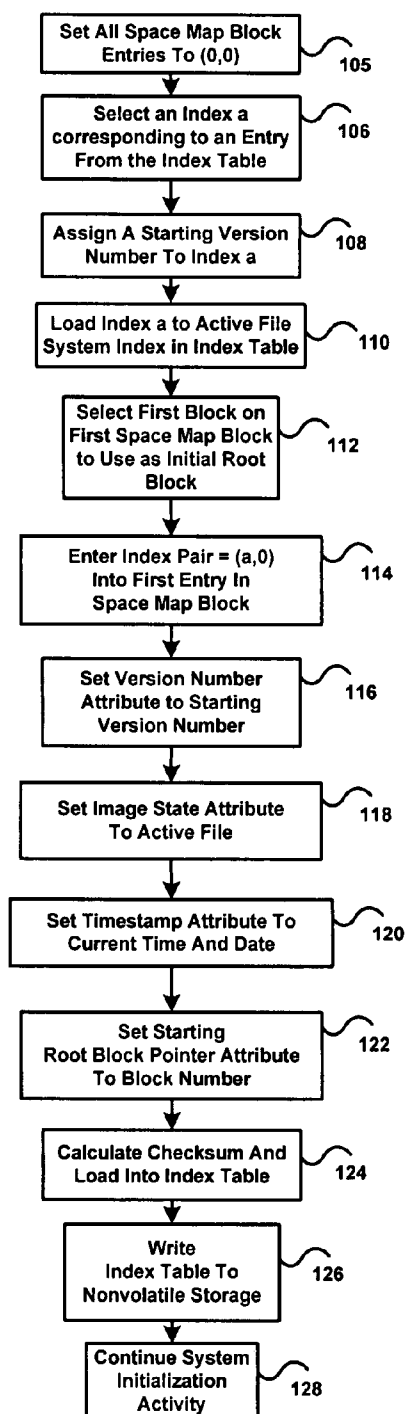 Set All Space Map Block
Entries To (0,0)
105
Select an Index a
corresponding to an Entry
From the Index Table
106
Assign A Starting Version
Number To Index a
108
Load Index a to Active File
System Index in Index Table
110
Select First Block on
First Space Map Block
to Use as Initial Root
Block
112
Enter Index Pair = (a,0)
Into First Entry In
Space Map Block
114
Set Version Number
Attribute to Starting
Version Number
116
Set Image State Attribute
To Active File
118
Set Timestamp Attribute To
Current Time And Date
120
Set Starting
Root Block Pointer Attribute
To Block Number
122
Calculate Checksum And
Load Into Index Table
124
Write
Index Table To
Nonvolatile Storage
126
Continue System
Initialization
Activity
128